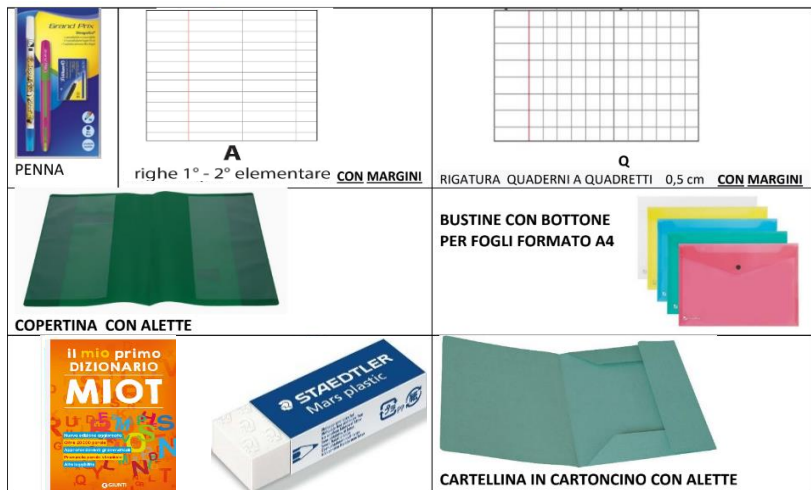 Grand Prix
PENNA
A
righe 1° - 2° elementare CON MARGINI
Q
RIGATURA QUADERNI A QUADRETTI 0,5 cm CON MARGINI
COPERTINA CON ALETTE
BUSTINE CON BOTTONE
PER FOGLI FORMATO A4
il mio primo
DIZIONARIO
MIOT
GIUNTI
STAEDTLER
Mars plastic
CARTELLINA IN CARTONCINO CON ALETTE